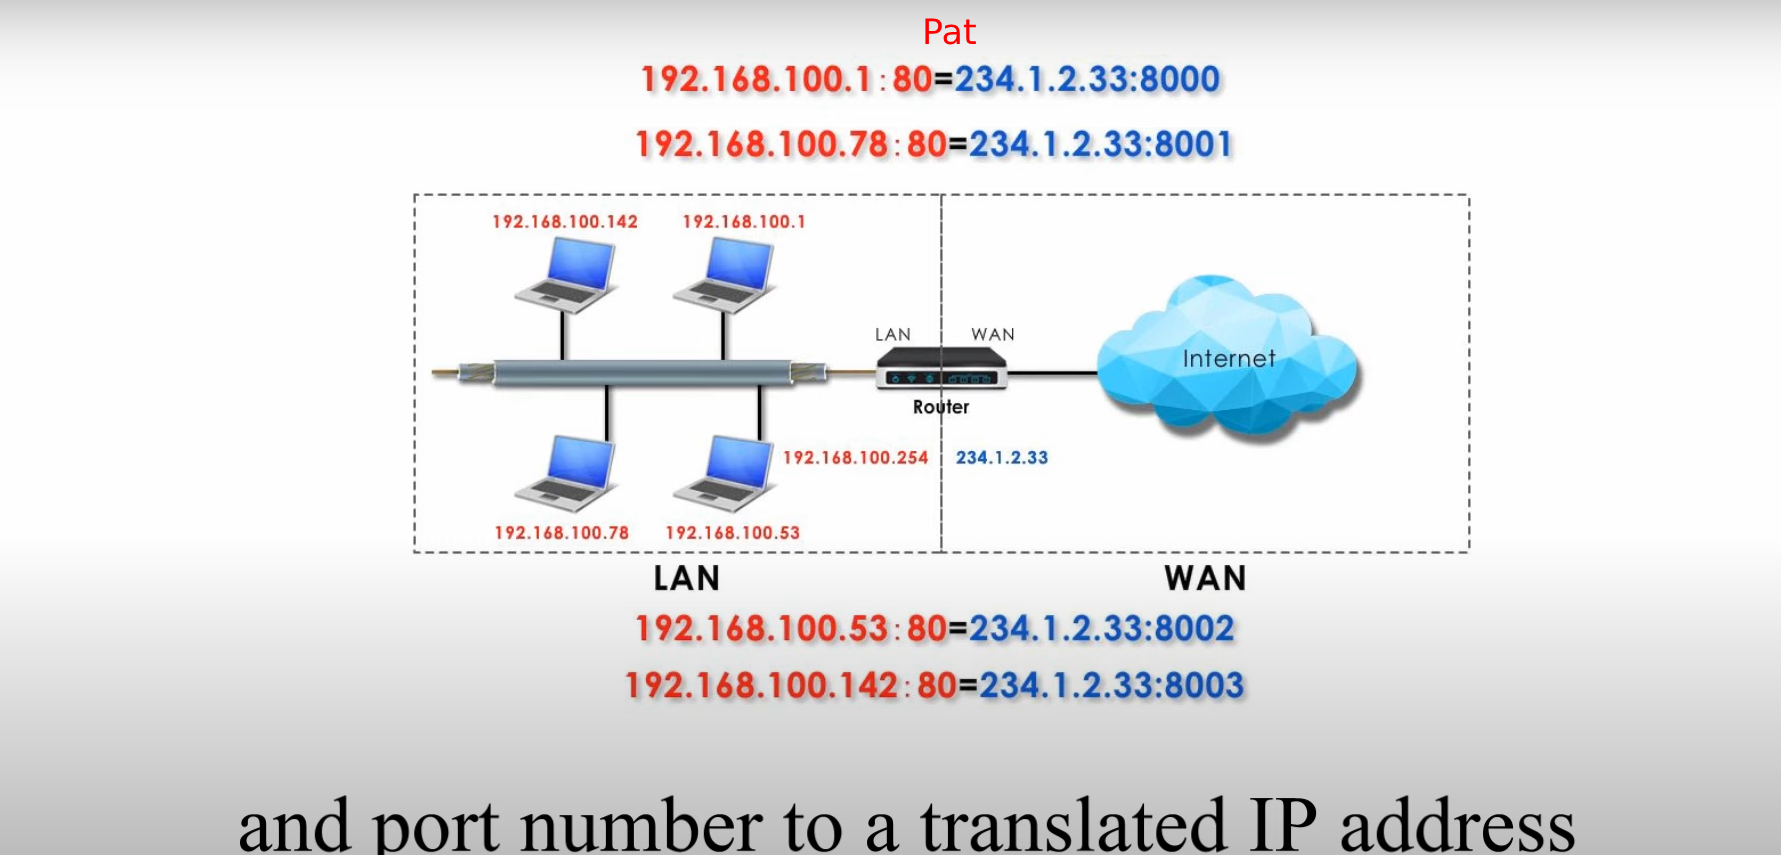 Pat
192.168.100.1:80=234.1.2.33:8000
192.168.100.78:80=234.1.2.33:8001
192.168.100.142 192.168.100.1
LAN WAN
Internet
Router
192.168.100.254 234.1.2.33
192.168.100.78 192.168.100.53
LAN WAN
192.168.100.53:80=234.1.2.33:8002
192.168.100.142:80=234.1.2.33:8003
and port number to a translated IP address